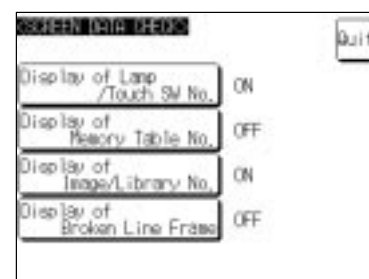 <SCREEN DATA CHECK>
Quit
Display of Lamp
/Touch SW No.
ON
Display of
Memory Table No.
OFF
Display of
Image/Library No.
ON
Display of
Broken Line Frame
OFF